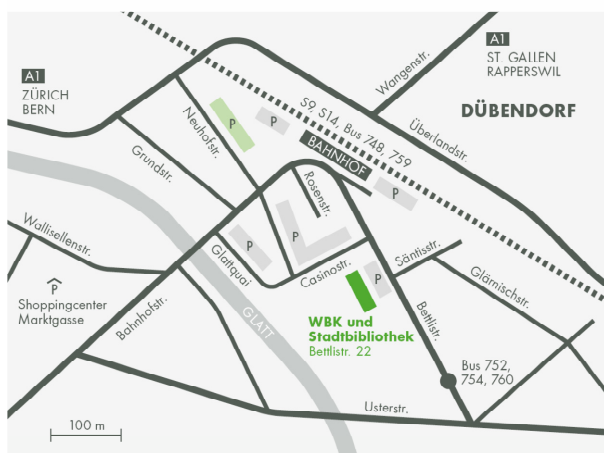 A1
ZÜRICH
BERN
A1
ST. GALLEN
RAPPERSWIL
DÜBENDORF
Wangenstr.
Überlandstr.
S9, S14, Bus 748, 759
BAHNHOF
P
P
P
Neuhofstr.
Grundstr.
Rosenstr.
P
P
Glattquai
Casinostr.
P
Säntisstr.
Glärnischstr.
Bettlistr.
Wallisellenstr.
P
Shoppingcenter
Marktgasse
Bahnhofstr.
GLATT
WBK und
Stadtbibliothek
Bettlistr. 22
Bus 752,
754, 760
Usterstr.
100 m